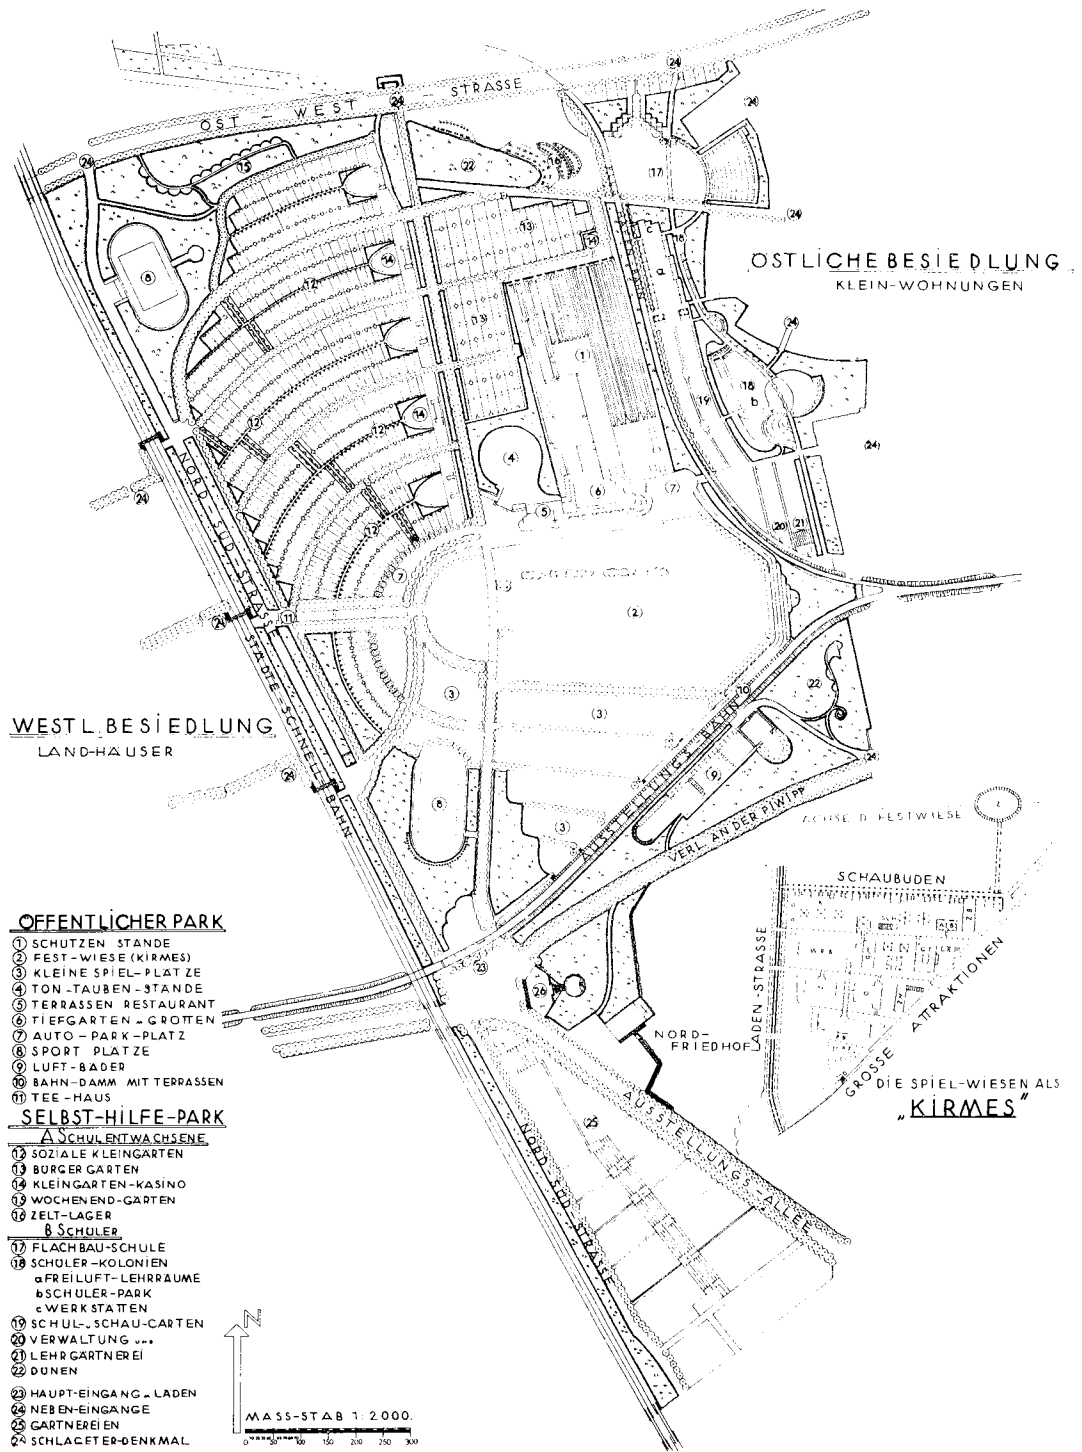 OST – WEST – STRASSE
ÖSTLICHE BESIEDLUNG
KLEIN-WOHNUNGEN
NORD-SÜD-STRASSE
STÄDTE-SCHNELLBAHN
WESTL. BESIEDLUNG
LAND-HÄUSER
AUSSTELLUNGS BAHN
VERL. AN DER PIWIPP
ACHSE D. FESTWIESE
SCHAUBUDEN
LADEN-STRASSE
GROSSE ATTRAKTIONEN
NORD-
FRIEDHOF
DIE SPIEL-WIESEN ALS
„KIRMES"
AUSSTELLUNGS-ALLEE
NORD-SÜD STRASSE
ÖFFENTLICHER PARK
1 SCHÜTZEN STÄNDE
2 FEST-WIESE (KIRMES)
3 KLEINE SPIEL-PLÄTZE
4 TON-TAUBEN-STÄNDE
5 TERRASSEN RESTAURANT
6 TIEFGARTEN u. GROTTEN
7 AUTO-PARK-PLATZ
8 SPORT PLÄTZE
9 LUFT-BÄDER
10 BAHN-DAMM MIT TERRASSEN
11 TEE-HAUS
SELBST-HILFE-PARK
A SCHULENTWACHSENE
12 SOZIALE KLEINGÄRTEN
13 BÜRGER GÄRTEN
14 KLEINGARTEN-KASINO
15 WOCHENEND-GÄRTEN
16 ZELT-LAGER
B SCHÜLER
17 FLACHBAU-SCHULE
18 SCHÜLER-KOLONIEN
a FREILUFT-LEHRRÄUME
b SCHÜLER-PARK
c WERKSTÄTTEN
19 SCHUL-u. SCHAU-GÄRTEN
20 VERWALTUNG UND
21 LEHRGÄRTNEREI
22 DÜNEN
23 HAUPT-EINGANG u. LÄDEN
24 NEBEN-EINGÄNGE
25 GÄRTNEREIEN
SCHLAGETER-DENKMAL
N
MASS-STAB 1:2000.
0 50 100 150 200 250 300